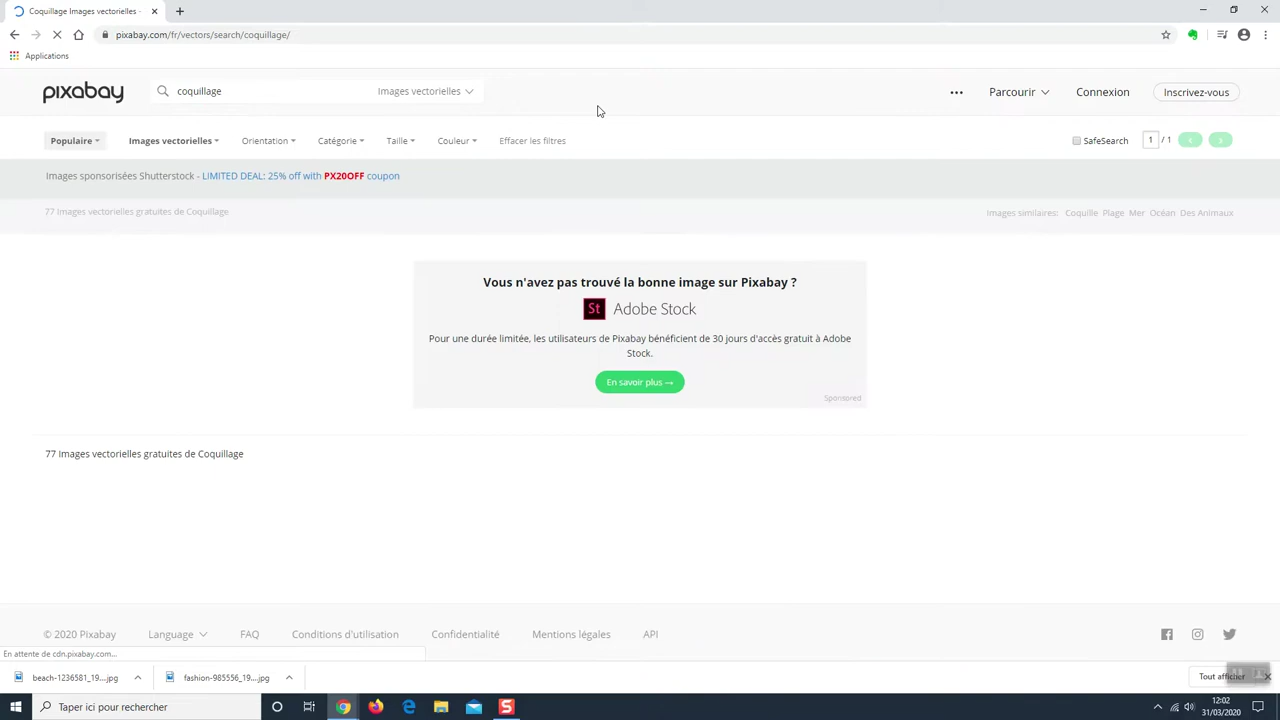 Coquillage Images vectorielles -
pixabay.com/fr/vectors/search/coquillage/
Applications
pixabay
coquillage
Images vectorielles
Parcourir
Connexion
Inscrivez-vous
Populaire
Images vectorielles
Orientation
Catégorie
Taille
Couleur
Effacer les filtres
SafeSearch
1 / 1
Images sponsorisées Shutterstock - LIMITED DEAL: 25% off with PX20OFF coupon
77 Images vectorielles gratuites de Coquillage
Images similaires: Coquille Plage Mer Océan Des Animaux
Vous n'avez pas trouvé la bonne image sur Pixabay ?
St Adobe Stock
Pour une durée limitée, les utilisateurs de Pixabay bénéficient de 30 jours d'accès gratuit à Adobe
Stock.
En savoir plus →
Sponsored
77 Images vectorielles gratuites de Coquillage
© 2020 Pixabay
Language
FAQ
Conditions d'utilisation
Confidentialité
Mentions légales
API
En attente de cdn.pixabay.com...
beach-1236581_19....jpg
fashion-985556_19....jpg
Tout afficher
Taper ici pour rechercher
12:02
31/03/2020